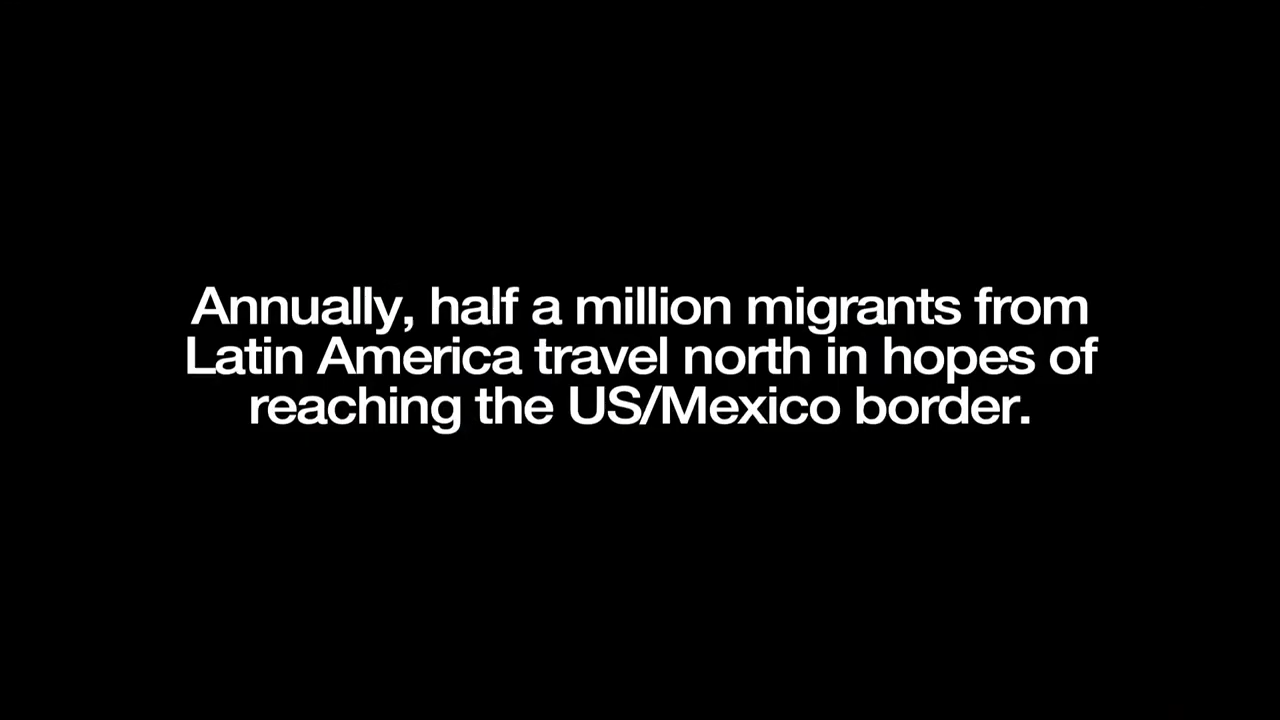 Annually, half a million migrants from
Latin America travel north in hopes of
reaching the US/Mexico border.